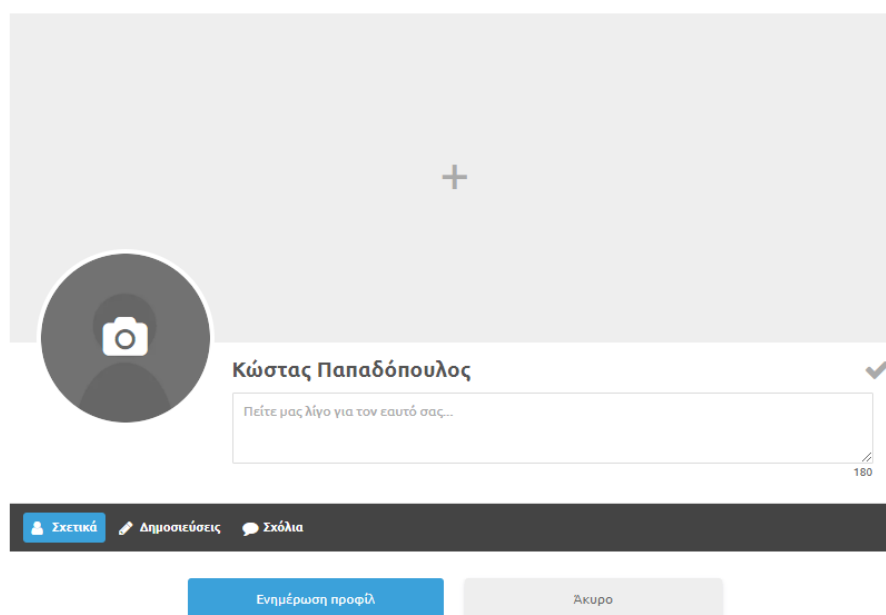 Κώστας Παπαδόπουλος
Πείτε μας λίγο για τον εαυτό σας...
180
Σχετικά Δημοσιεύσεις Σχόλια
Ενημέρωση προφίλ Άκυρο